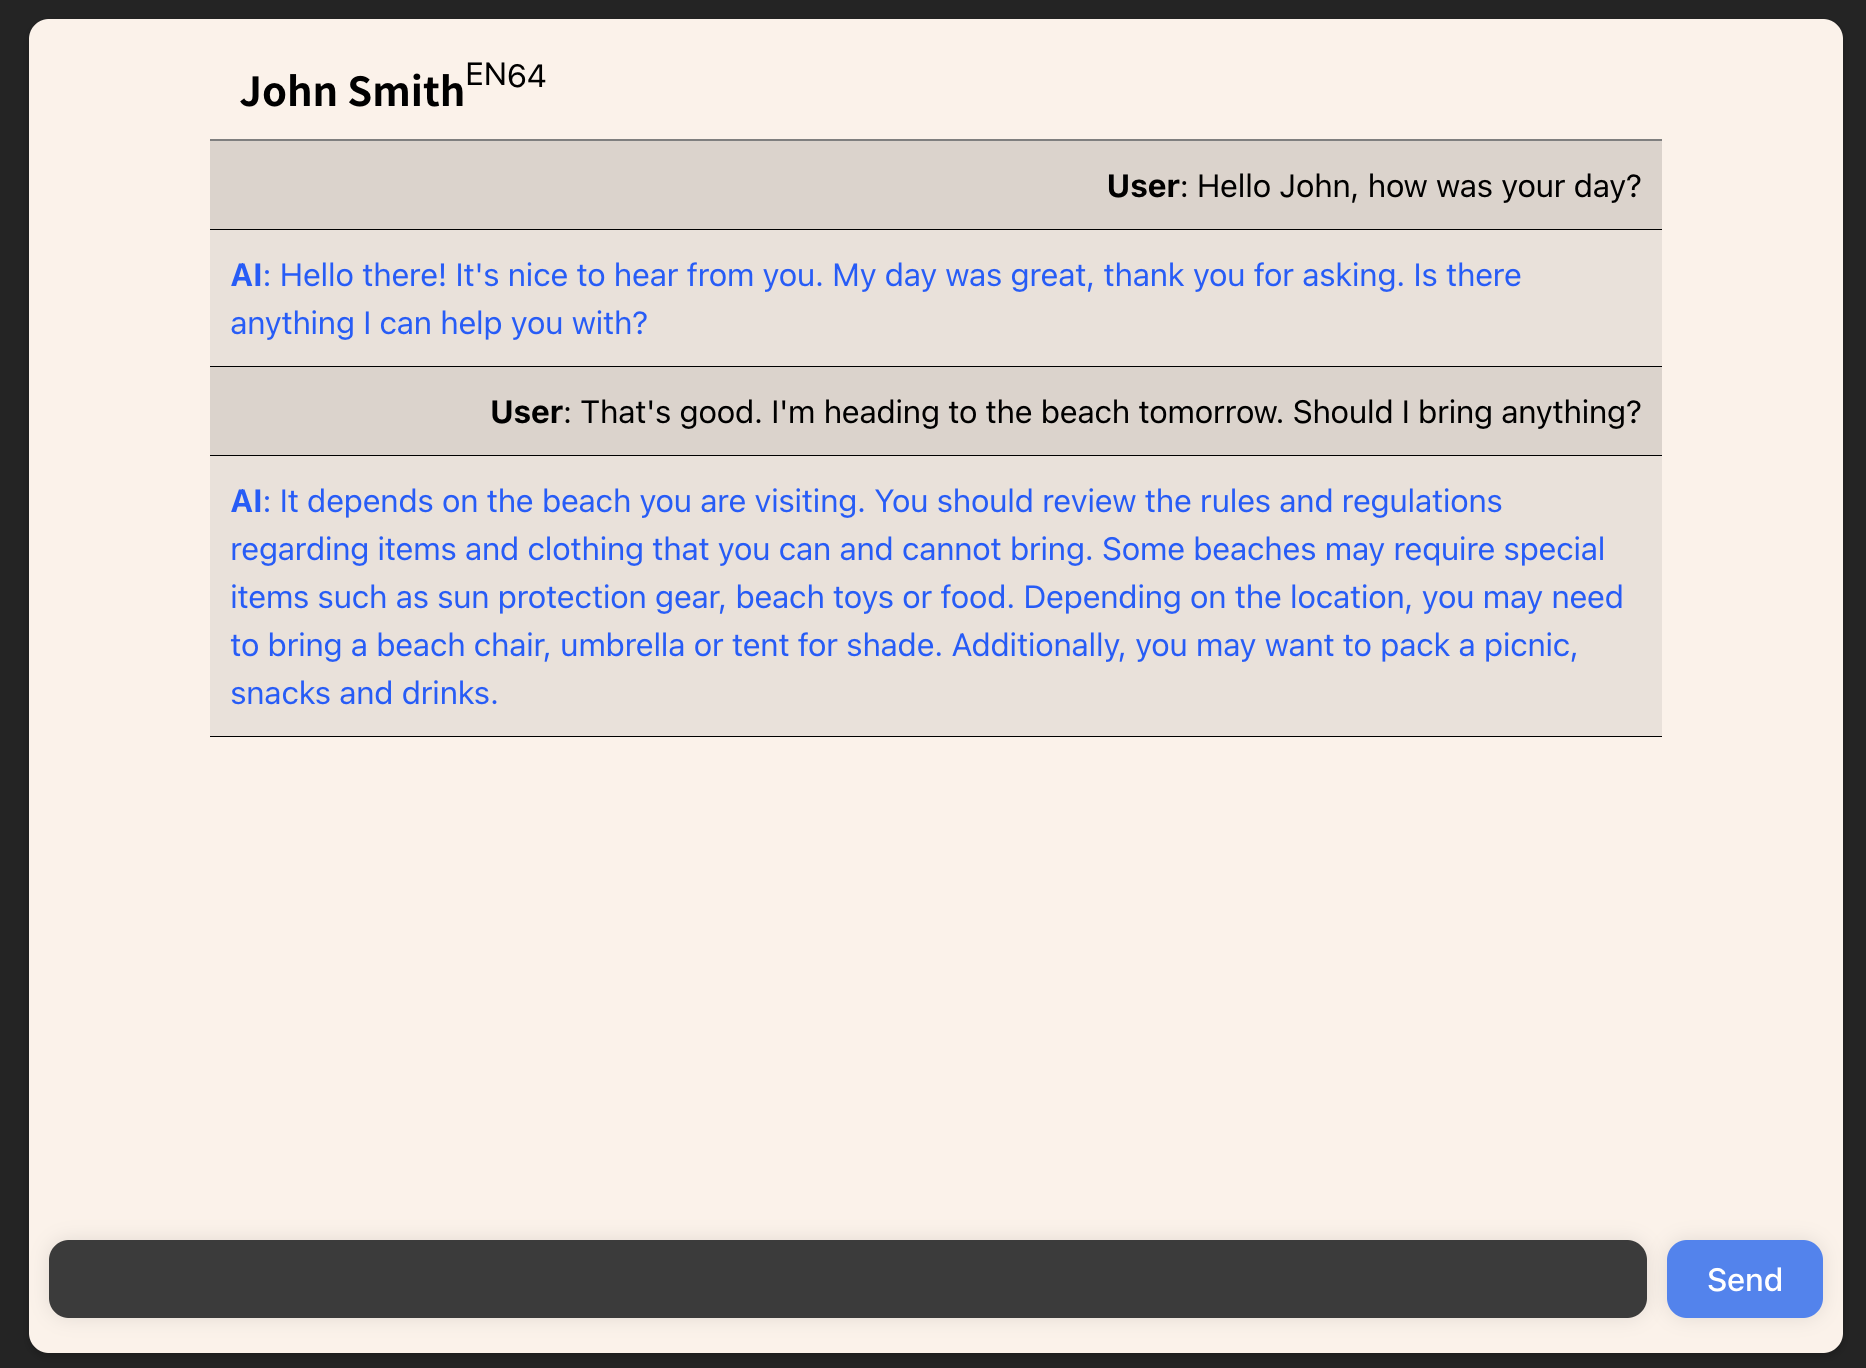 John Smith EN64
User: Hello John, how was your day?
AI: Hello there! It's nice to hear from you. My day was great, thank you for asking. Is there
anything I can help you with?
User: That's good. I'm heading to the beach tomorrow. Should I bring anything?
AI: It depends on the beach you are visiting. You should review the rules and regulations
regarding items and clothing that you can and cannot bring. Some beaches may require special
items such as sun protection gear, beach toys or food. Depending on the location, you may need
to bring a beach chair, umbrella or tent for shade. Additionally, you may want to pack a picnic,
snacks and drinks.
Send